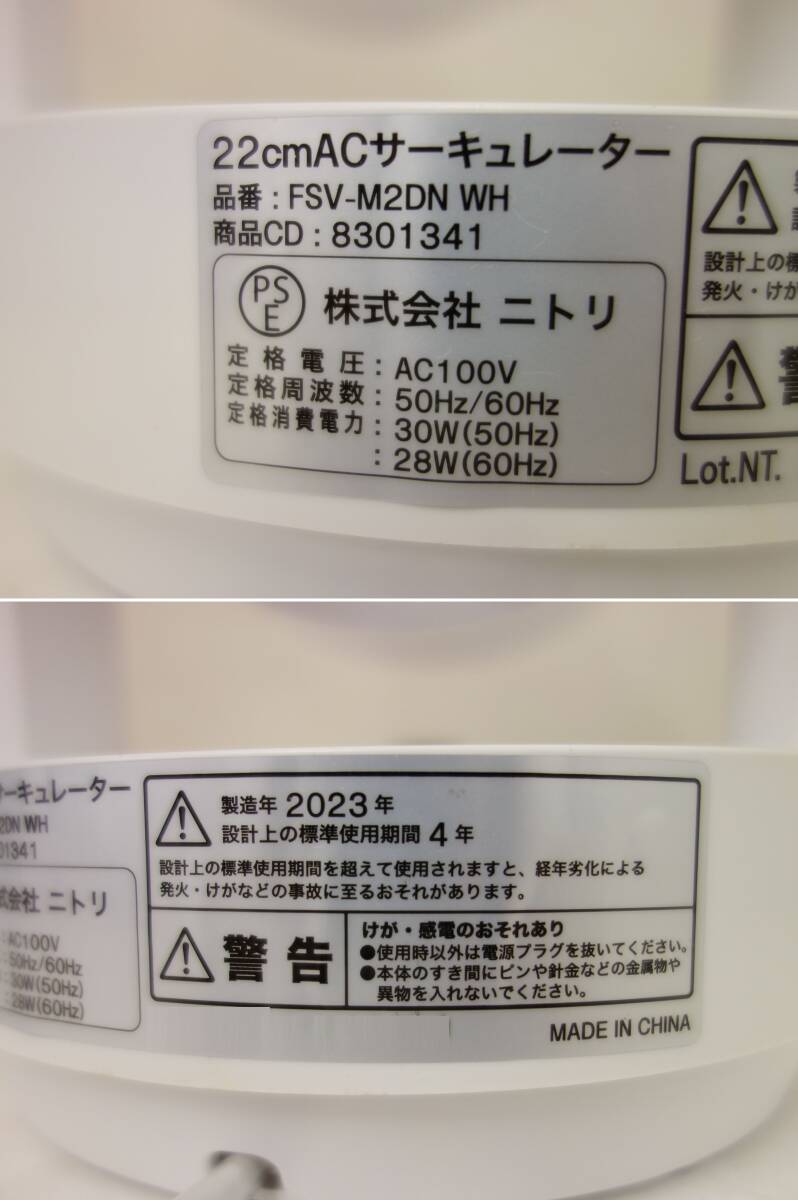 22cmACサーキュレーター
品番 : FSV-M2DN WH
商品CD : 8301341
PSE 株式会社 ニトリ
定格電圧 : AC100V
定格周波数 : 50Hz/60Hz
定格消費電力 : 30W(50Hz)
: 28W(60Hz)
設計上の標
発火・けが
Lot.NT.
サーキュレーター
2DN WH
01341
式会社 ニトリ
: AC100V
: 50Hz/60Hz
: 30W(50Hz)
: 28W(60Hz)
製造年 2023 年
設計上の標準使用期間 4 年
設計上の標準使用期間を超えて使用されますと、経年劣化による
発火・けがなどの事故に至るおそれがあります。
警告
けが・感電のおそれあり
●使用時以外は電源プラグを抜いてください。
●本体のすき間にピンや針金などの金属物や
異物を入れないでください。
MADE IN CHINA